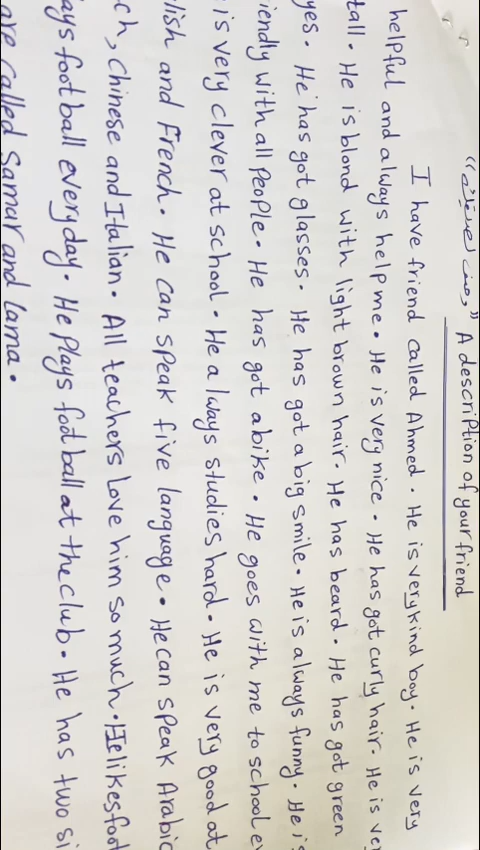 A description of your friend
I have friend called Ahmed. He is very kind boy. He is very
helpful and always help me. He is very nice. He has got curly hair. He is ver
tall. He is blond with light brown hair. He has beard. He has got green
yes. He has got glasses. He has got a big smile. He is always funny. He is
iendly with all people. He has got a bike. He goes with me to school ev
is very clever at school. He always studies hard. He is very good at
lish and French. He can speak five language. He can speak Arabic
ch, Chinese and Italian. All teachers love him so much. He likes foot
ays football every day. He plays football at the club. He has two si
are called Samar and Lama.